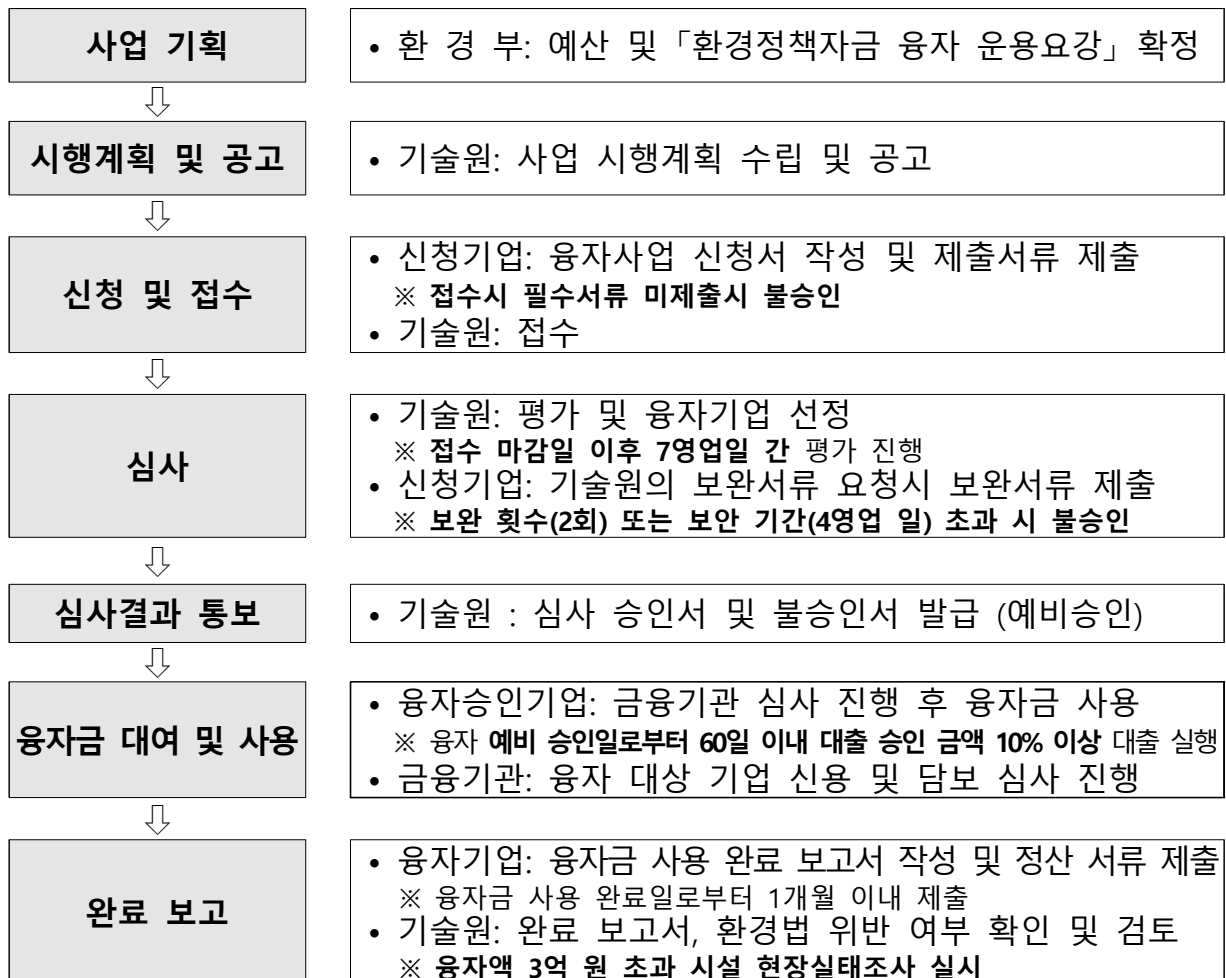 사업 기획
• 환 경 부: 예산 및「환경정책자금 융자 운용요강」확정
시행계획 및 공고
• 기술원: 사업 시행계획 수립 및 공고
신청 및 접수
• 신청기업: 융자사업 신청서 작성 및 제출서류 제출
※ 접수시 필수서류 미제출시 불승인
• 기술원: 접수
심사
• 기술원: 평가 및 융자기업 선정
※ 접수 마감일 이후 7영업일 간 평가 진행
• 신청기업: 기술원의 보완서류 요청시 보완서류 제출
※ 보완 횟수(2회) 또는 보안 기간(4영업 일) 초과 시 불승인
심사결과 통보
• 기술원 : 심사 승인서 및 불승인서 발급 (예비승인)
융자금 대여 및 사용
• 융자승인기업: 금융기관 심사 진행 후 융자금 사용
※ 융자 예비 승인일로부터 60일 이내 대출 승인 금액 10% 이상 대출 실행
• 금융기관: 융자 대상 기업 신용 및 담보 심사 진행
완료 보고
• 융자기업: 융자금 사용 완료 보고서 작성 및 정산 서류 제출
※ 융자금 사용 완료일로부터 1개월 이내 제출
• 기술원: 완료 보고서, 환경법 위반 여부 확인 및 검토
※ 융자액 3억 원 초과 시설 현장실태조사 실시